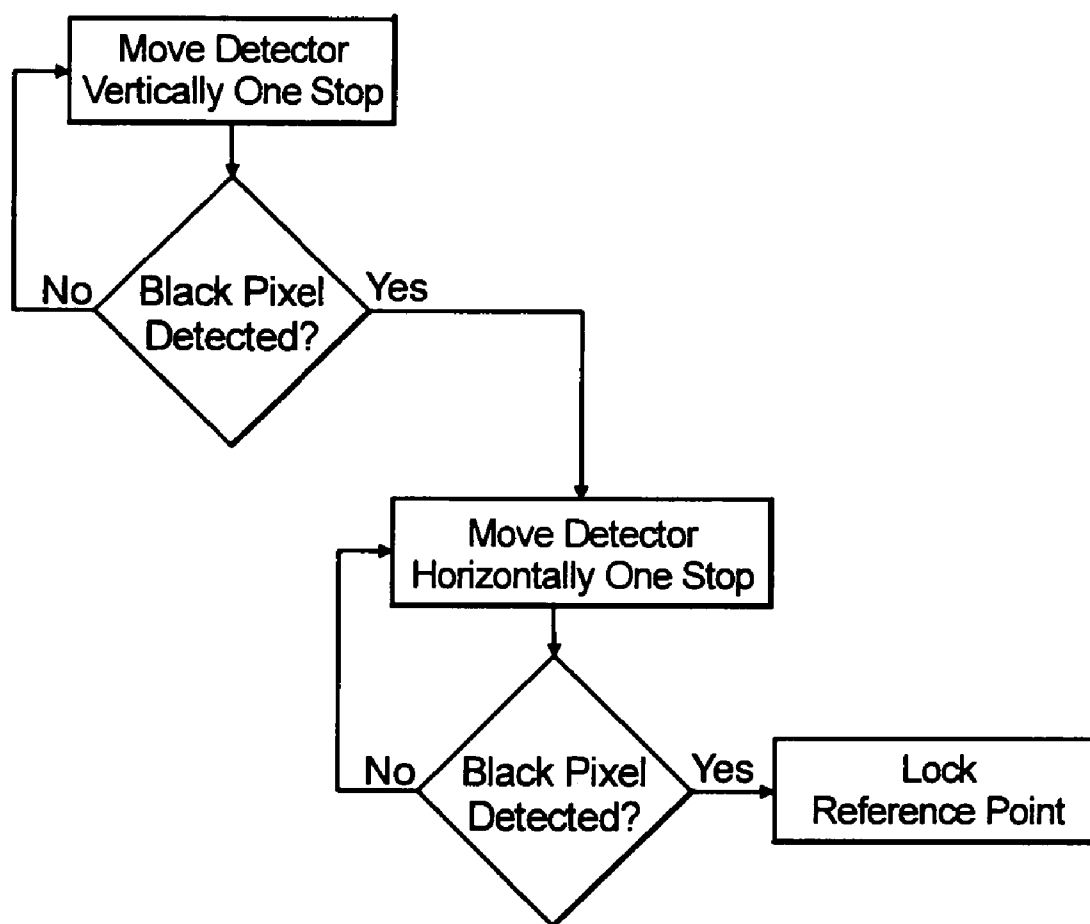 Move Detector
Vertically One Stop
No
Black Pixel
Detected?
Yes
Move Detector
Horizontally One Stop
No
Black Pixel
Detected?
Yes
Lock
Reference Point